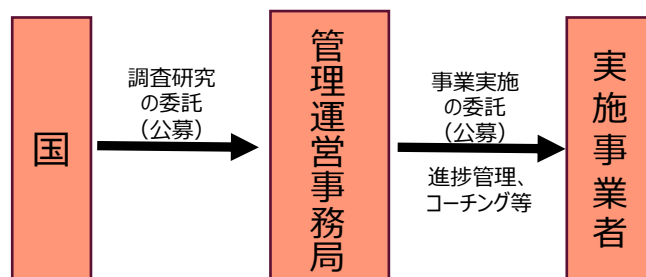 国
調査研究
の委託
(公募)
管理運営事務局
事業実施
の委託
(公募)
進捗管理、
コーチング等
実施事業者